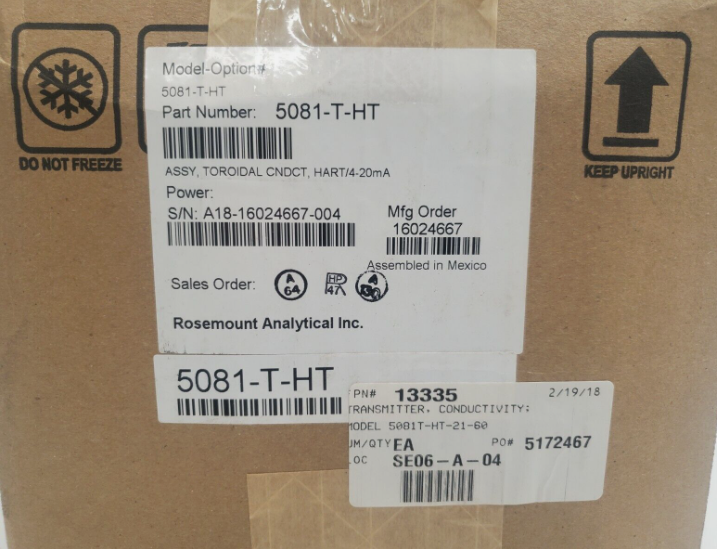 DO NOT FREEZE
Model-Option#
5081-T-HT
Part Number: 5081-T-HT
ASSY, TOROIDAL CNDCT, HART/4-20mA
Power:
S/N: A18-16024667-004
Mfg Order
16024667
Assembled in Mexico
Sales Order: A 64 HP 47 A
Rosemount Analytical Inc.
KEEP UPRIGHT
5081-T-HT
PN# 13335 2/19/18
TRANSMITTER, CONDUCTIVITY;
MODEL 5081T-HT-21-60
UM/QTY EA PO# 5172467
LOC SE06-A-04